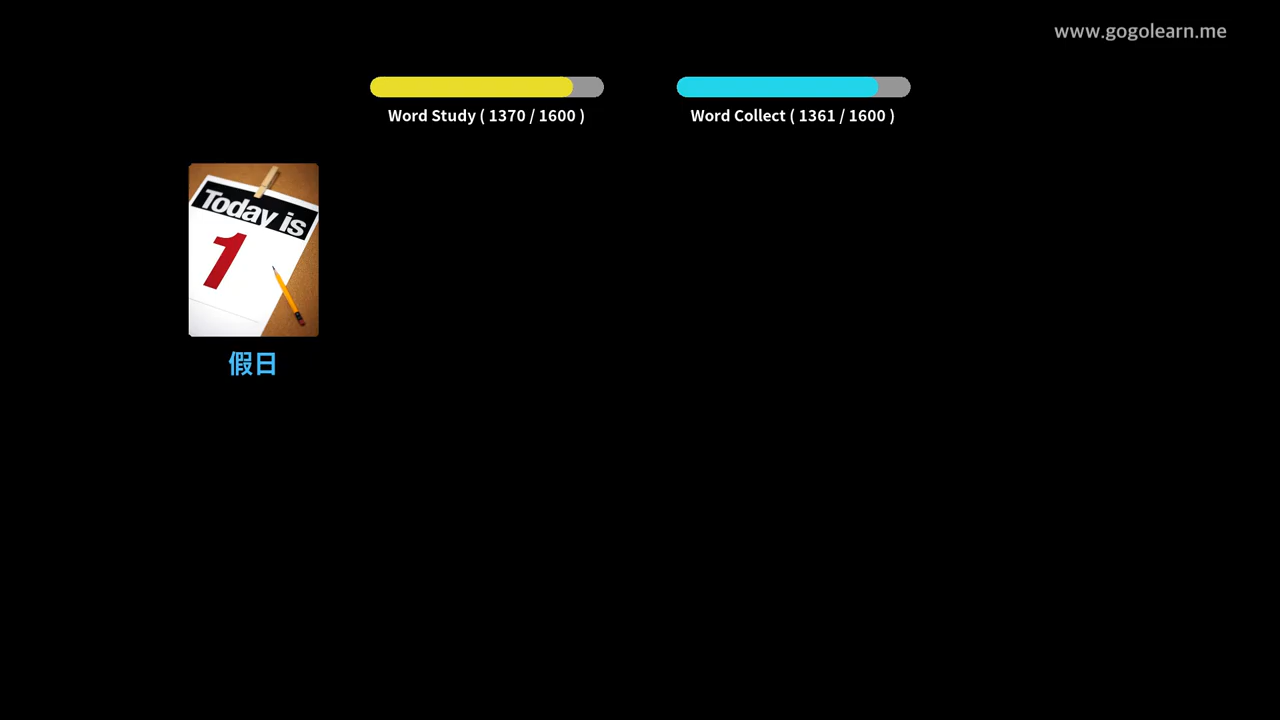 www.gogolearn.me
Word Study ( 1370 / 1600 )
Word Collect ( 1361 / 1600 )
Today is
1
假日